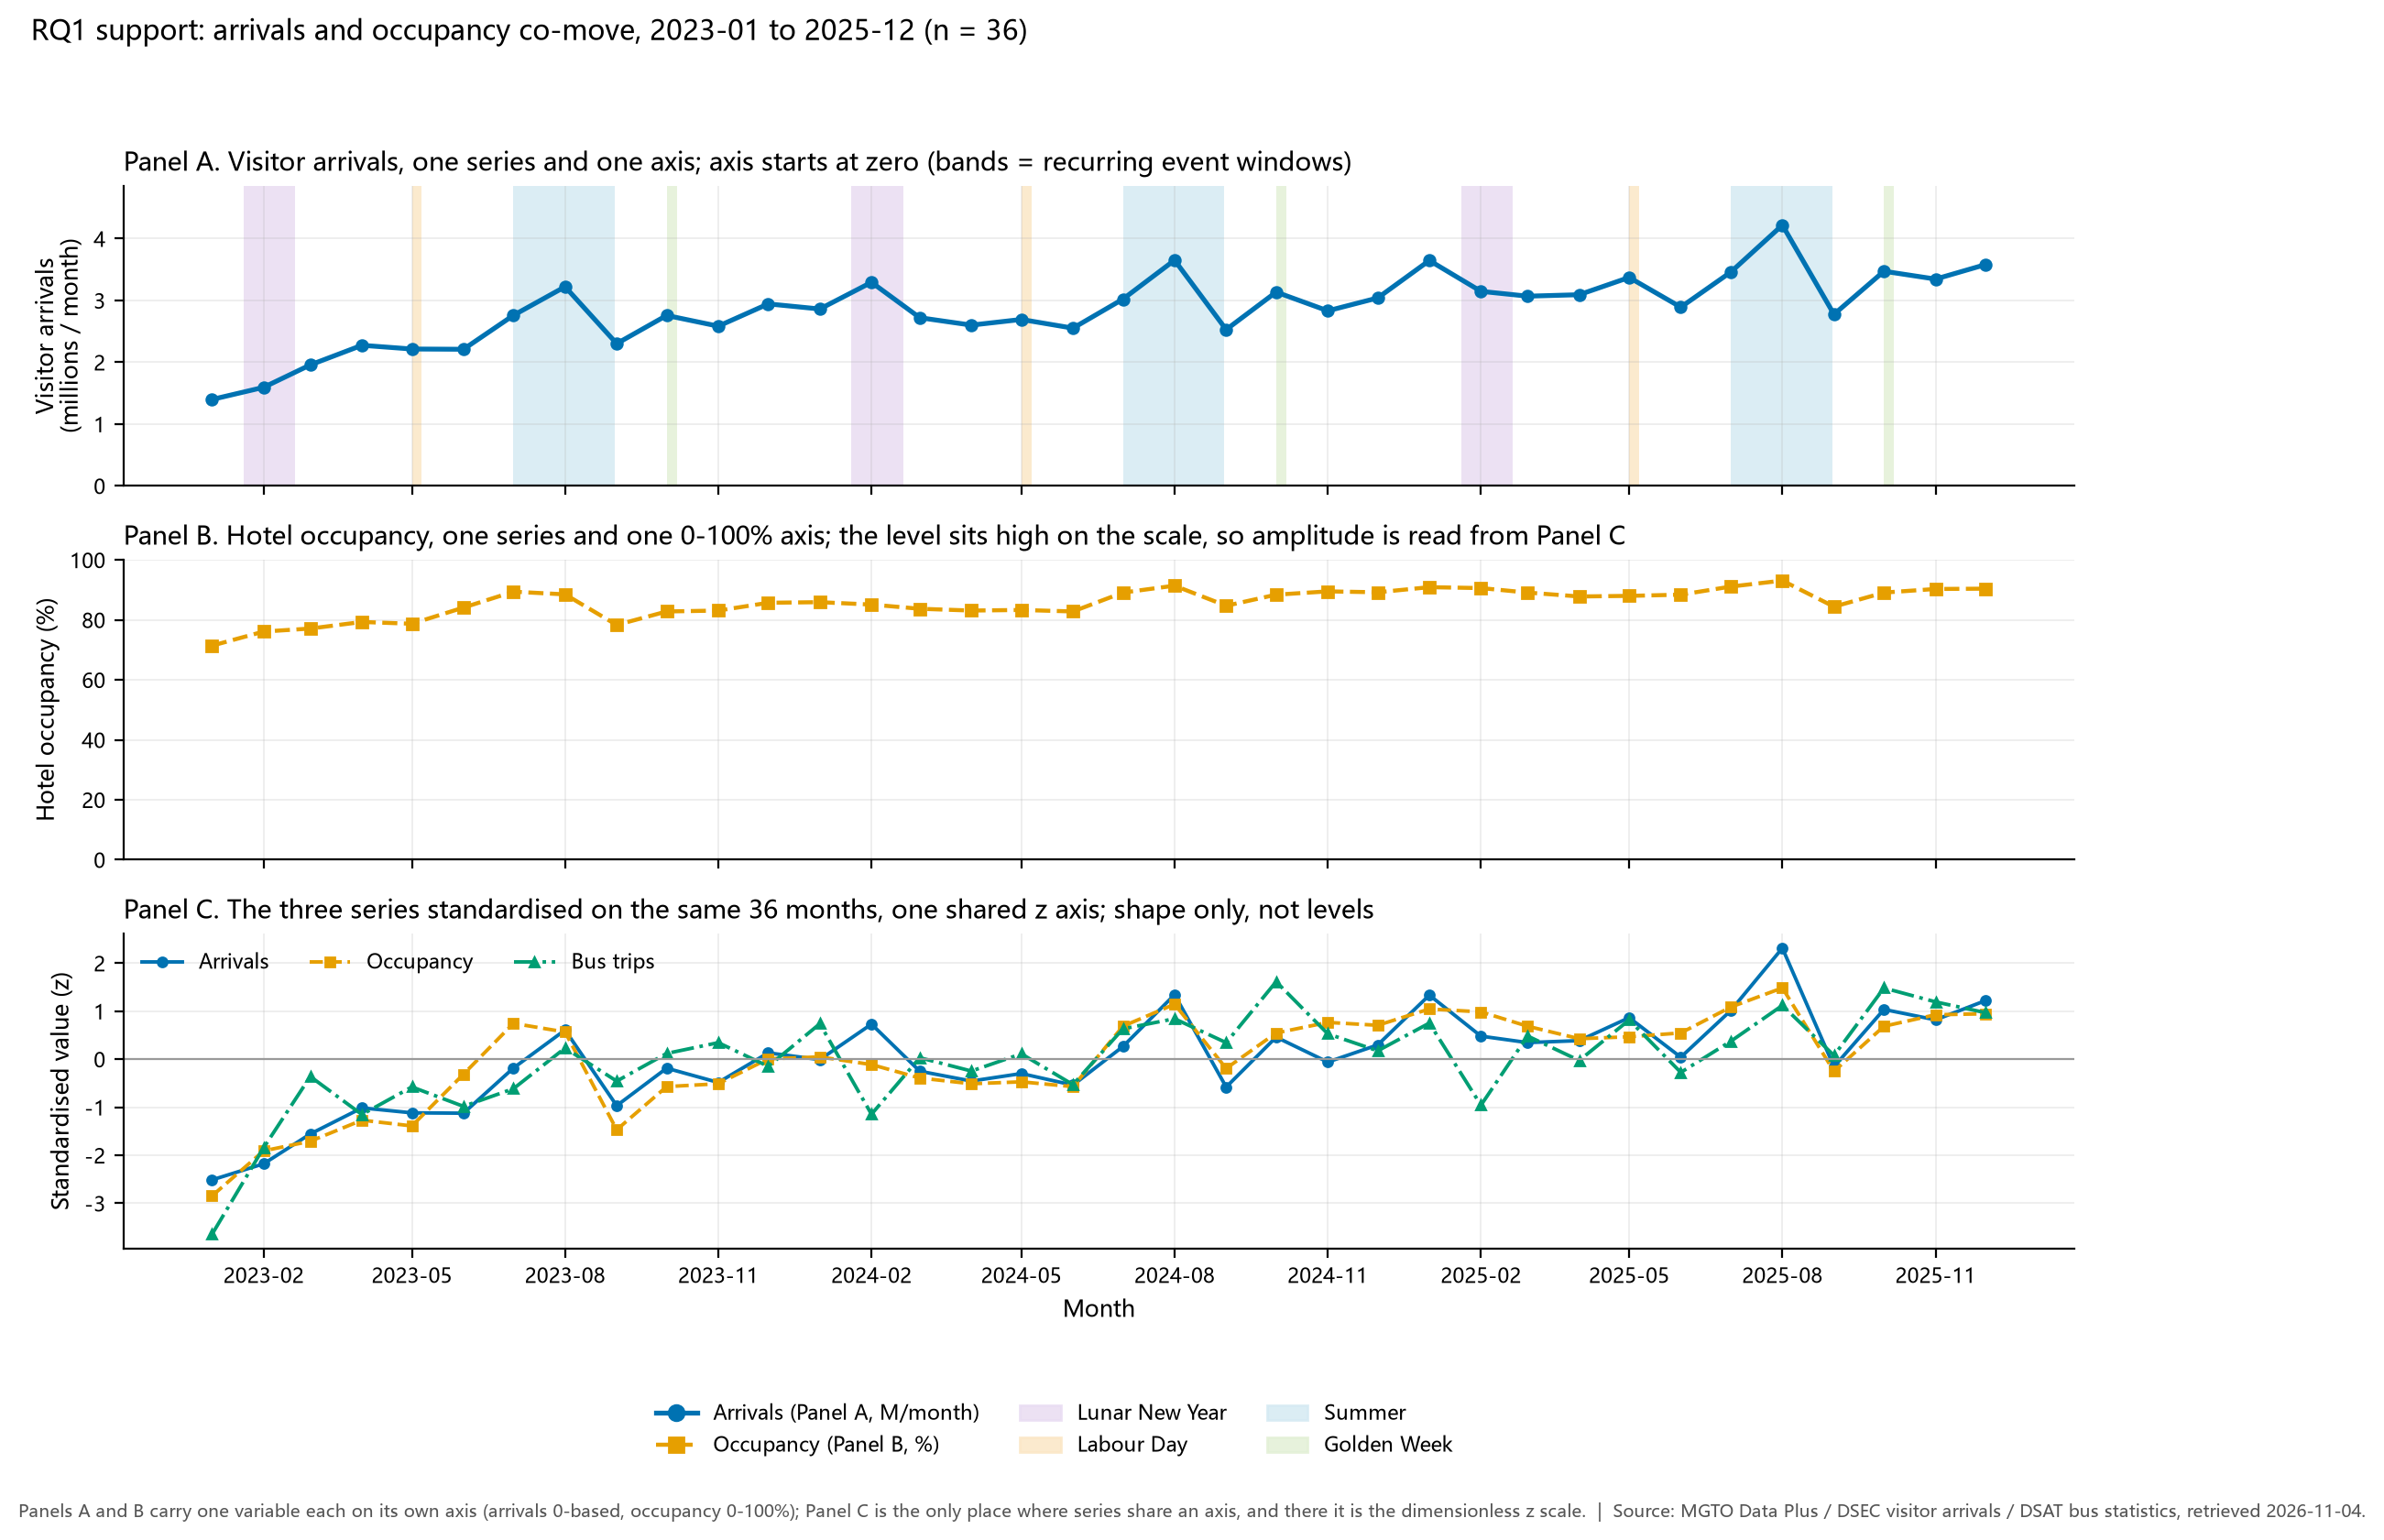 RQ1 support: arrivals and occupancy co-move, 2023-01 to 2025-12 (n = 36)
Panel A. Visitor arrivals, one series and one axis; axis starts at zero (bands = recurring event windows)
Visitor arrivals
(millions / month)
4
3
2
1
0
Panel B. Hotel occupancy, one series and one 0-100% axis; the level sits high on the scale, so amplitude is read from Panel C
Hotel occupancy (%)
100
80
60
40
20
0
Panel C. The three series standardised on the same 36 months, one shared z axis; shape only, not levels
Arrivals Occupancy Bus trips
Standardised value (z)
2
1
0
-1
-2
-3
2023-02 2023-05 2023-08 2023-11 2024-02 2024-05 2024-08 2024-11 2025-02 2025-05 2025-08 2025-11
Month
Arrivals (Panel A, M/month) Lunar New Year Summer
Occupancy (Panel B, %) Labour Day Golden Week
Panels A and B carry one variable each on its own axis (arrivals 0-based, occupancy 0-100%); Panel C is the only place where series share an axis, and there it is the dimensionless z scale. | Source: MGTO Data Plus / DSEC visitor arrivals / DSAT bus statistics, retrieved 2026-11-04.